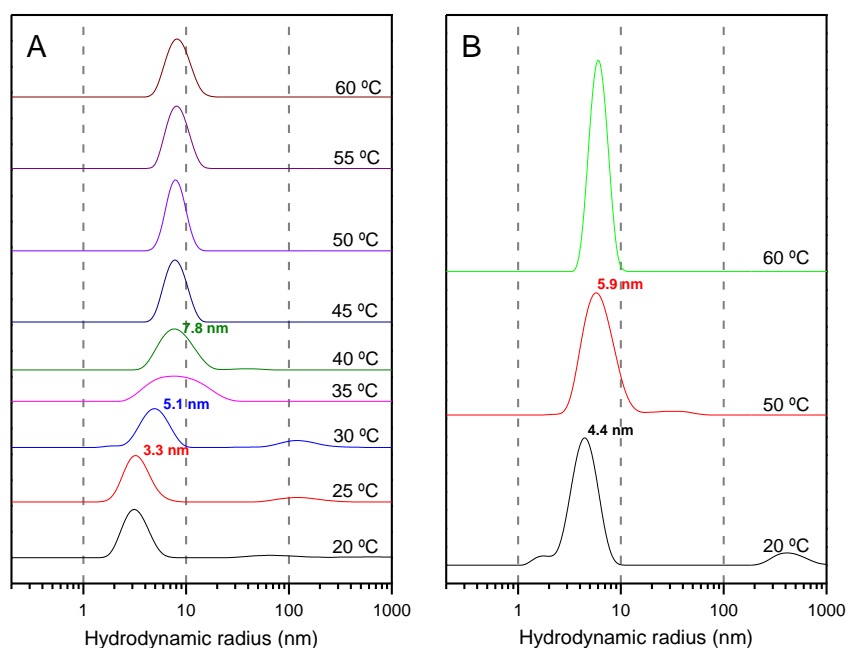 A
60 ºC
55 ºC
50 ºC
45 ºC
7.8 nm
40 ºC
35 ºC
5.1 nm
30 ºC
3.3 nm
25 ºC
20 ºC
1 10 100 1000
Hydrodynamic radius (nm)
B
60 ºC
5.9 nm
50 ºC
4.4 nm
20 ºC
1 10 100 1000
Hydrodynamic radius (nm)